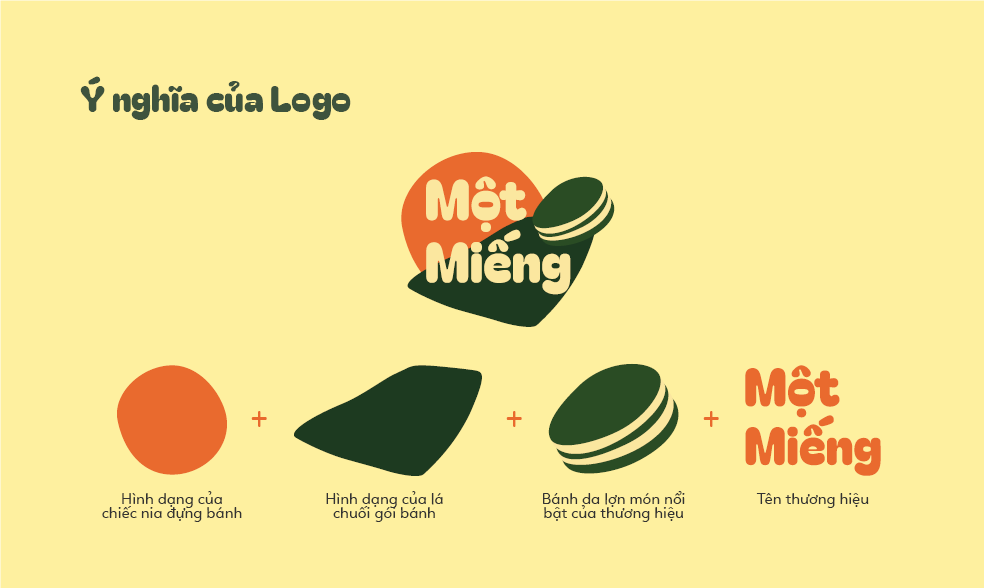 Ý nghĩa của Logo
Một
Miếng
+
+
+
Một
Miếng
Hình dạng của
chiếc nia đựng bánh
Hình dạng của lá
chuối gói bánh
Bánh da lợn món nổi
bật của thương hiệu
Tên thương hiệu